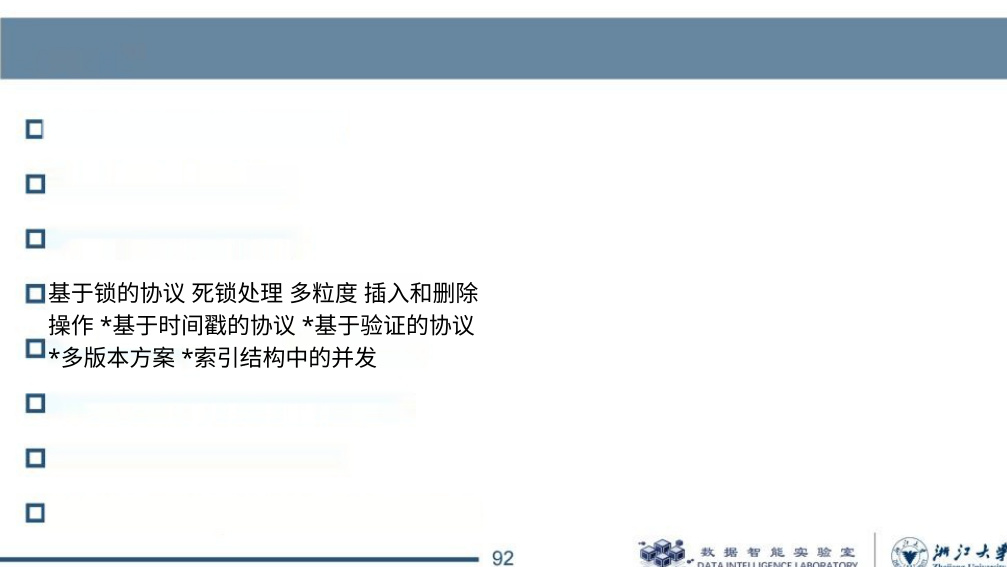 基于锁的协议 死锁处理 多粒度 插入和删除
操作 *基于时间戳的协议 *基于验证的协议
*多版本方案 *索引结构中的并发
92
数据智能实验室
DATA INTELLIGENCE LABORATORY
浙江大学
Zhejiang University